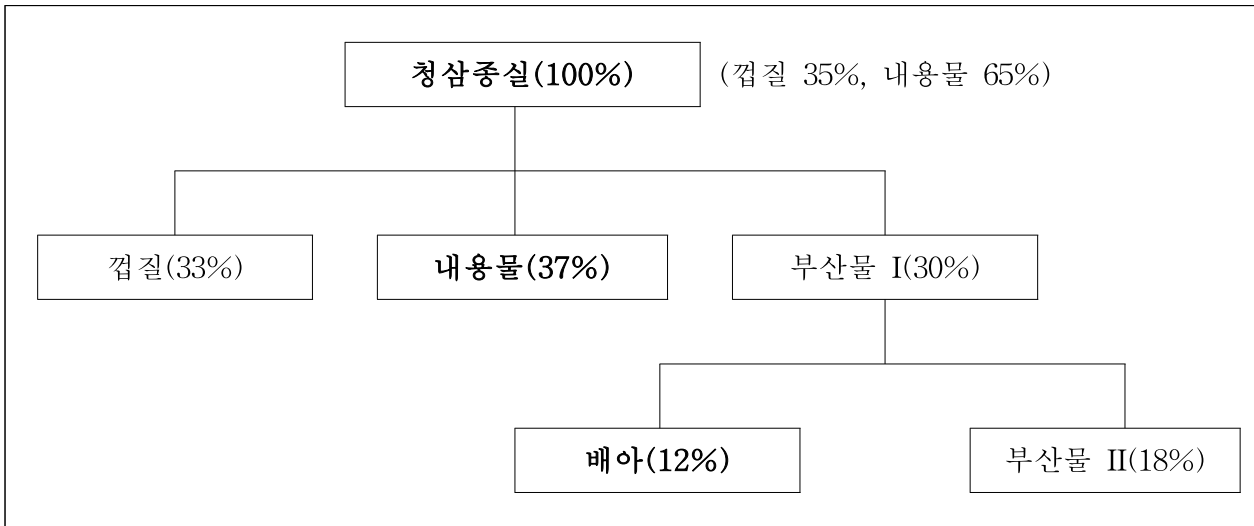 청삼종실(100%) (껍질 35%, 내용물 65%)
껍질(33%) 내용물(37%) 부산물 I(30%)
배아(12%) 부산물 II(18%)